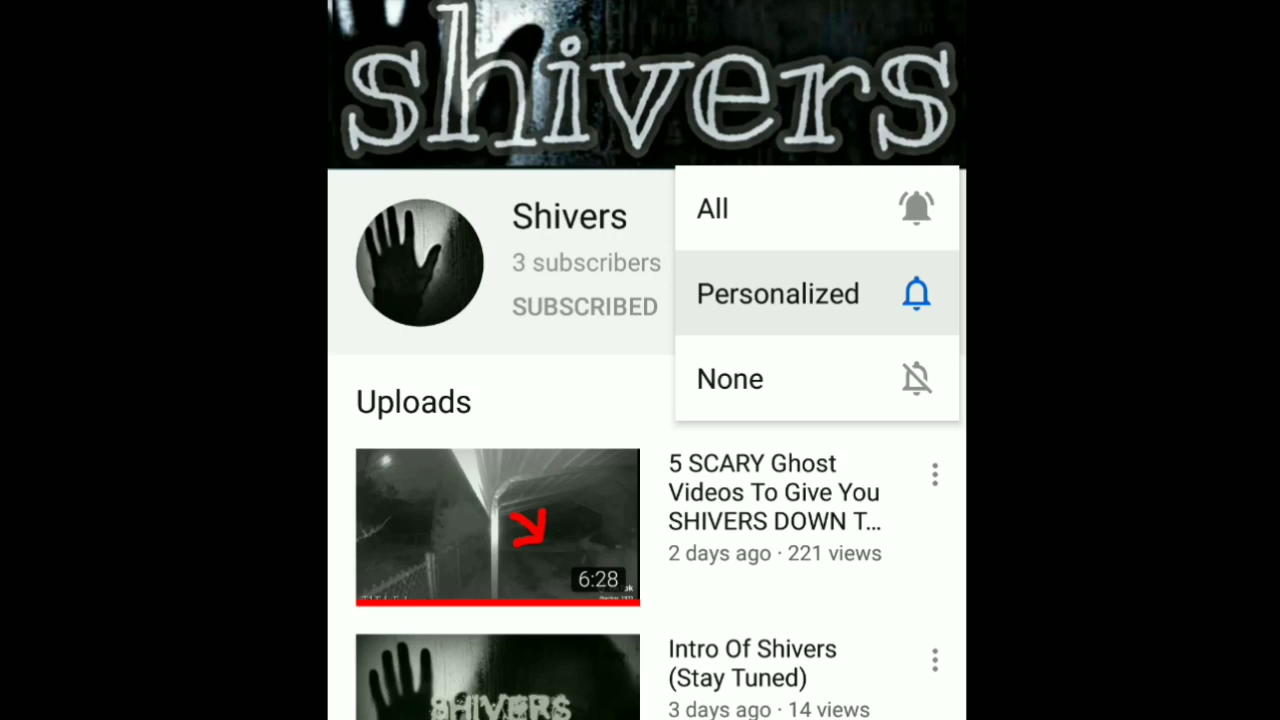 shivers
Shivers
3 subscribers
SUBSCRIBED
All
Personalized
None
Uploads
5 SCARY Ghost
Videos To Give You
SHIVERS DOWN T...
2 days ago · 221 views
6:28
Intro Of Shivers
(Stay Tuned)
3 days ago · 14 views
SHIVERS